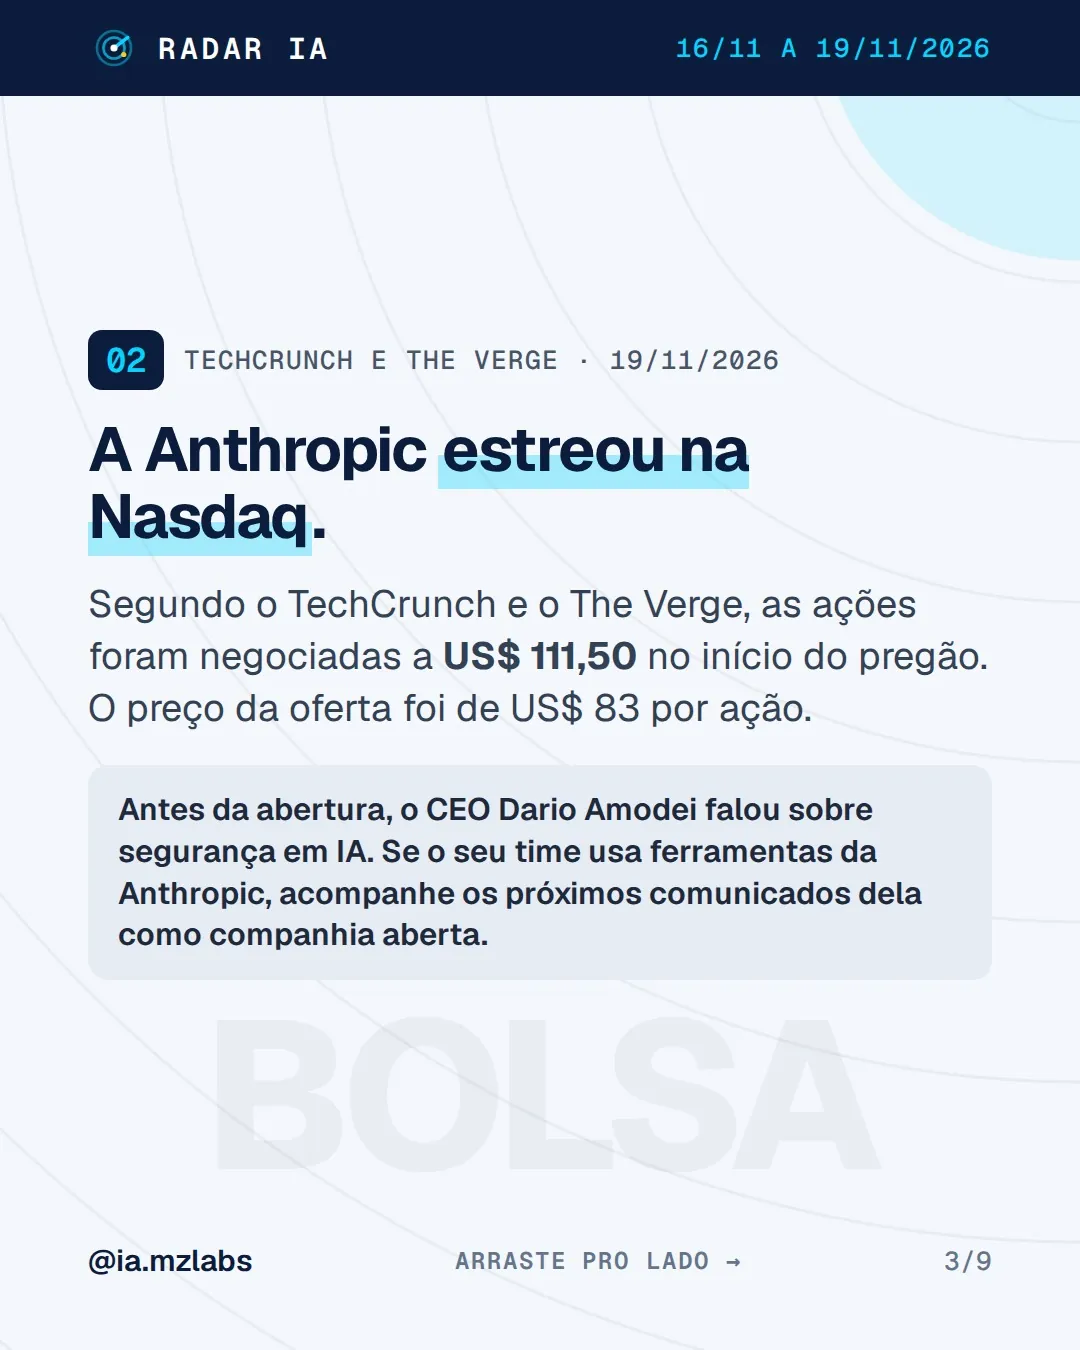 RADAR IA
16/11 A 19/11/2026
02
TECHCRUNCH E THE VERGE · 19/11/2026
A Anthropic estreou na
Nasdaq.
Segundo o TechCrunch e o The Verge, as ações
foram negociadas a US$ 111,50 no início do pregão.
O preço da oferta foi de US$ 83 por ação.
Antes da abertura, o CEO Dario Amodei falou sobre
segurança em IA. Se o seu time usa ferramentas da
Anthropic, acompanhe os próximos comunicados dela
como companhia aberta.
BOLSA
@ia.mzlabs
ARRASTE PRO LADO →
3/9